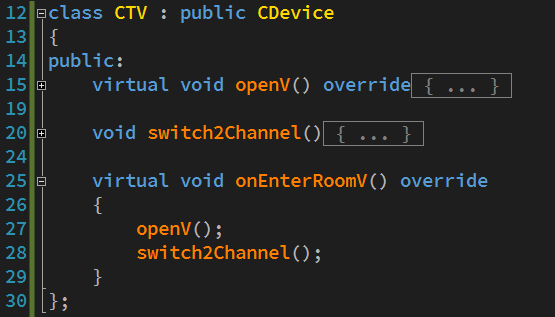 12 class CTV : public CDevice
13 {
14 public:
15 virtual void openV() override { ... }
19
20 void switch2Channel() { ... }
24
25 virtual void onEnterRoomV() override
26 {
27 openV();
28 switch2Channel();
29 }
30 };